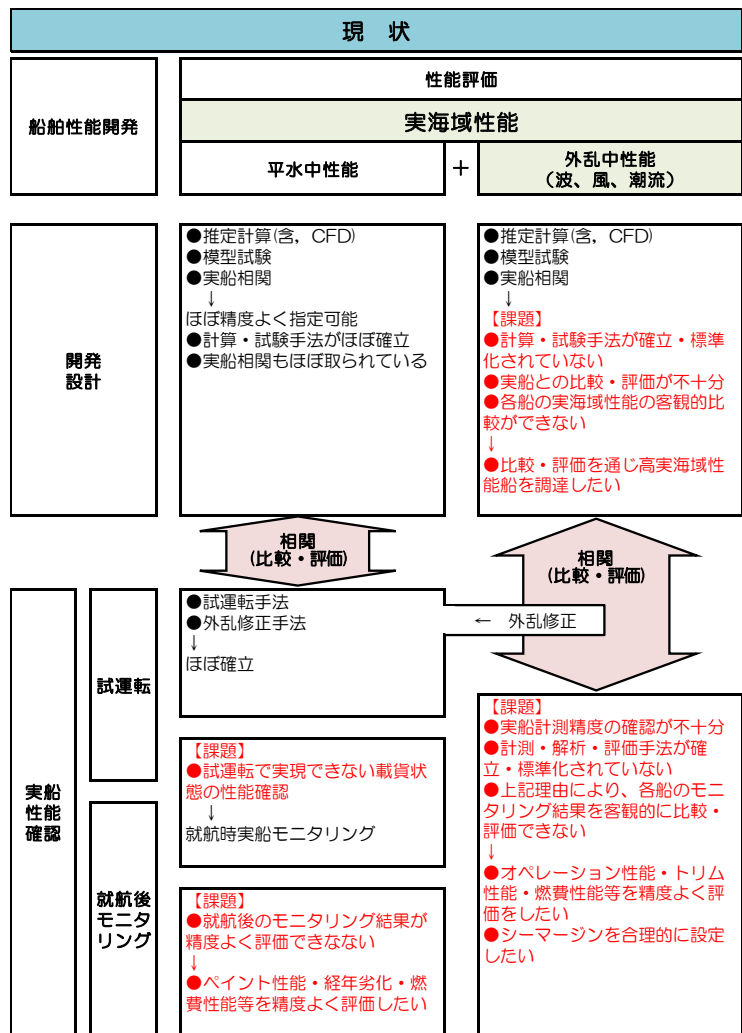 現　状
船舶性能開発
性能評価
実海域性能
平水中性能
＋
外乱中性能
（波、風、潮流）
開発
設計
●推定計算(含，CFD)
●模型試験
●実船相関
↓
ほぼ精度よく指定可能
●計算・試験手法がほぼ確立
●実船相関もほぼ取られている
●推定計算(含，CFD)
●模型試験
●実船相関
↓
【課題】
●計算・試験手法が確立・標準
化されていない
●実船との比較・評価が不十分
●各船の実海域性能の客観的比
較ができない
↓
●比較・評価を通じ高実海域性
能船を調達したい
相関
(比較・評価)
相関
(比較・評価)
実船
性能
確認
試運転
●試運転手法
●外乱修正手法
↓
ほぼ確立
←　外乱修正
【課題】
●試運転で実現できない載貨状
態の性能確認
↓
就航時実船モニタリング
就航後
モニタ
リング
【課題】
●就航後のモニタリング結果が
精度よく評価できなない
↓
●ペイント性能・経年劣化・燃
費性能等を精度よく評価したい
【課題】
●実船計測精度の確認が不十分
●計測・解析・評価手法が確
立・標準化されていない
●上記理由により、各船のモニ
タリング結果を客観的に比較・
評価できない
↓
●オペレーション性能・トリム
性能・燃費性能等を精度よく評
価をしたい
●シーマージンを合理的に設定
したい